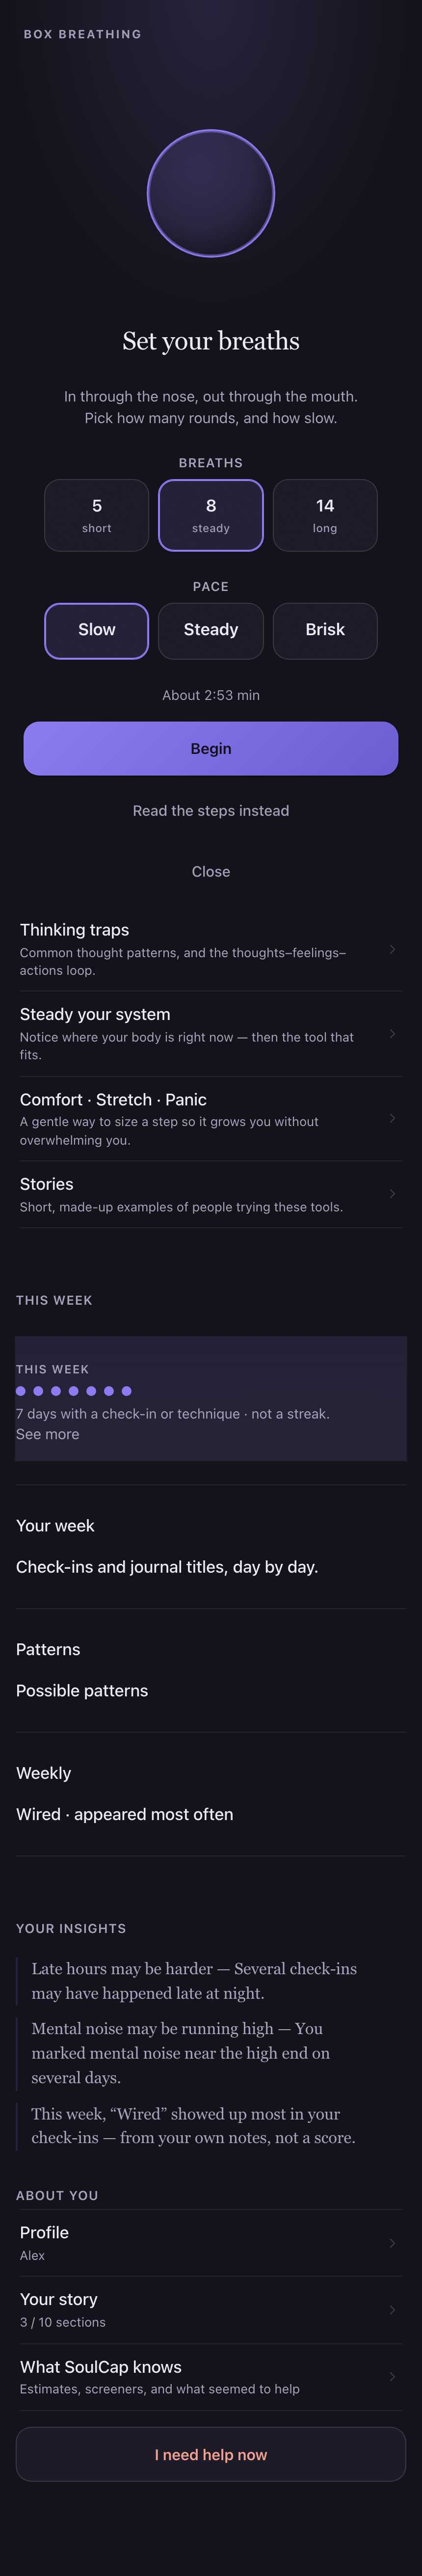 BOX BREATHING
Set your breaths
In through the nose, out through the mouth.
Pick how many rounds, and how slow.
BREATHS
5 8 14
short steady long
PACE
Slow Steady Brisk
About 2:53 min
Begin
Read the steps instead
Close
Thinking traps
Common thought patterns, and the thoughts–feelings–
actions loop.
Steady your system
Notice where your body is right now — then the tool that
fits.
Comfort · Stretch · Panic
A gentle way to size a step so it grows you without
overwhelming you.
Stories
Short, made-up examples of people trying these tools.
THIS WEEK
THIS WEEK
7 days with a check-in or technique · not a streak.
See more
Your week
Check-ins and journal titles, day by day.
Patterns
Possible patterns
Weekly
Wired · appeared most often
YOUR INSIGHTS
Late hours may be harder — Several check-ins
may have happened late at night.
Mental noise may be running high — You
marked mental noise near the high end on
several days.
This week, “Wired” showed up most in your
check-ins — from your own notes, not a score.
ABOUT YOU
Profile
Alex
Your story
3 / 10 sections
What SoulCap knows
Estimates, screeners, and what seemed to help
I need help now